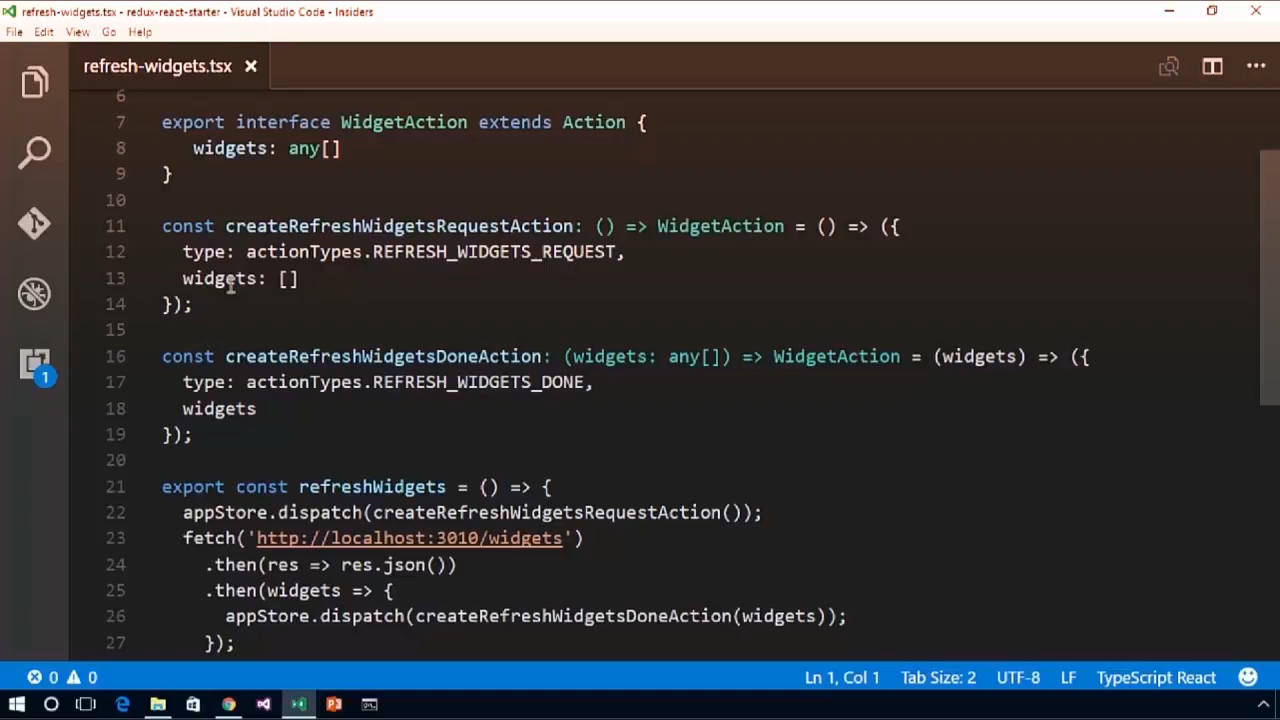 refresh-widgets.tsx - redux-react-starter - Visual Studio Code - Insiders
File Edit View Go Help
refresh-widgets.tsx
6
7 export interface WidgetAction extends Action {
8 widgets: any[]
9 }
10
11 const createRefreshWidgetsRequestAction: () => WidgetAction = () => ({
12 type: actionTypes.REFRESH_WIDGETS_REQUEST,
13 widgets: []
14 });
15
16 const createRefreshWidgetsDoneAction: (widgets: any[]) => WidgetAction = (widgets) => ({
17 type: actionTypes.REFRESH_WIDGETS_DONE,
18 widgets
19 });
20
21 export const refreshWidgets = () => {
22 appStore.dispatch(createRefreshWidgetsRequestAction());
23 fetch('http://localhost:3010/widgets')
24 .then(res => res.json())
25 .then(widgets => {
26 appStore.dispatch(createRefreshWidgetsDoneAction(widgets));
27 });
1
0 0 Ln 1, Col 1 Tab Size: 2 UTF-8 LF TypeScript React